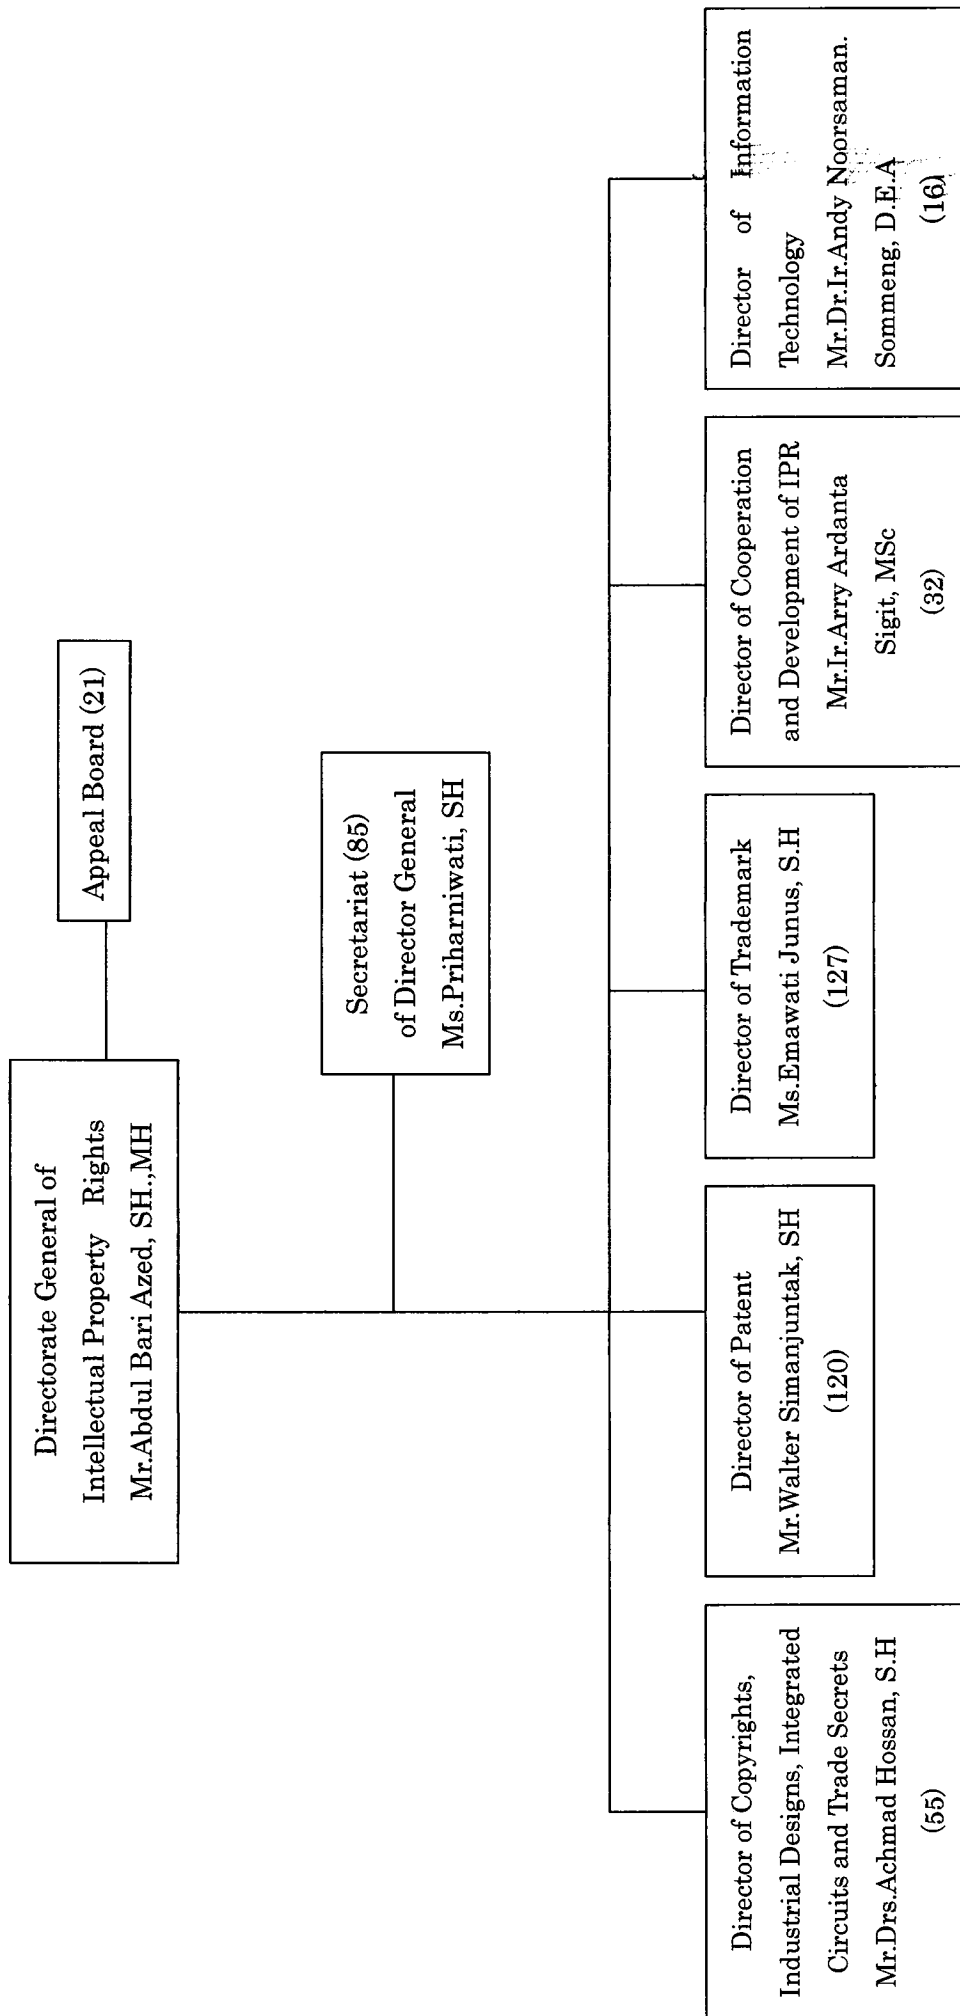 Directorate General of
Intellectual Property Rights
Mr.Abdul Bari Azed, SH.,MH
Appeal Board (21)
Secretariat (85)
of Director General
Ms.Priharniwati, SH
Director of Copyrights,
Industrial Designs, Integrated
Circuits and Trade Secrets
Mr.Drs.Achmad Hossan, S.H
(55)
Director of Patent
Mr.Walter Simanjuntak, SH
(120)
Director of Trademark
Ms.Emawati Junus, S.H
(127)
Director of Cooperation
and Development of IPR
Mr.Ir.Arry Ardanta
Sigit, MSc
(32)
Director of Information
Technology
Mr.Dr.Ir.Andy Noorsaman.
Sommeng, D.E.A
(16)